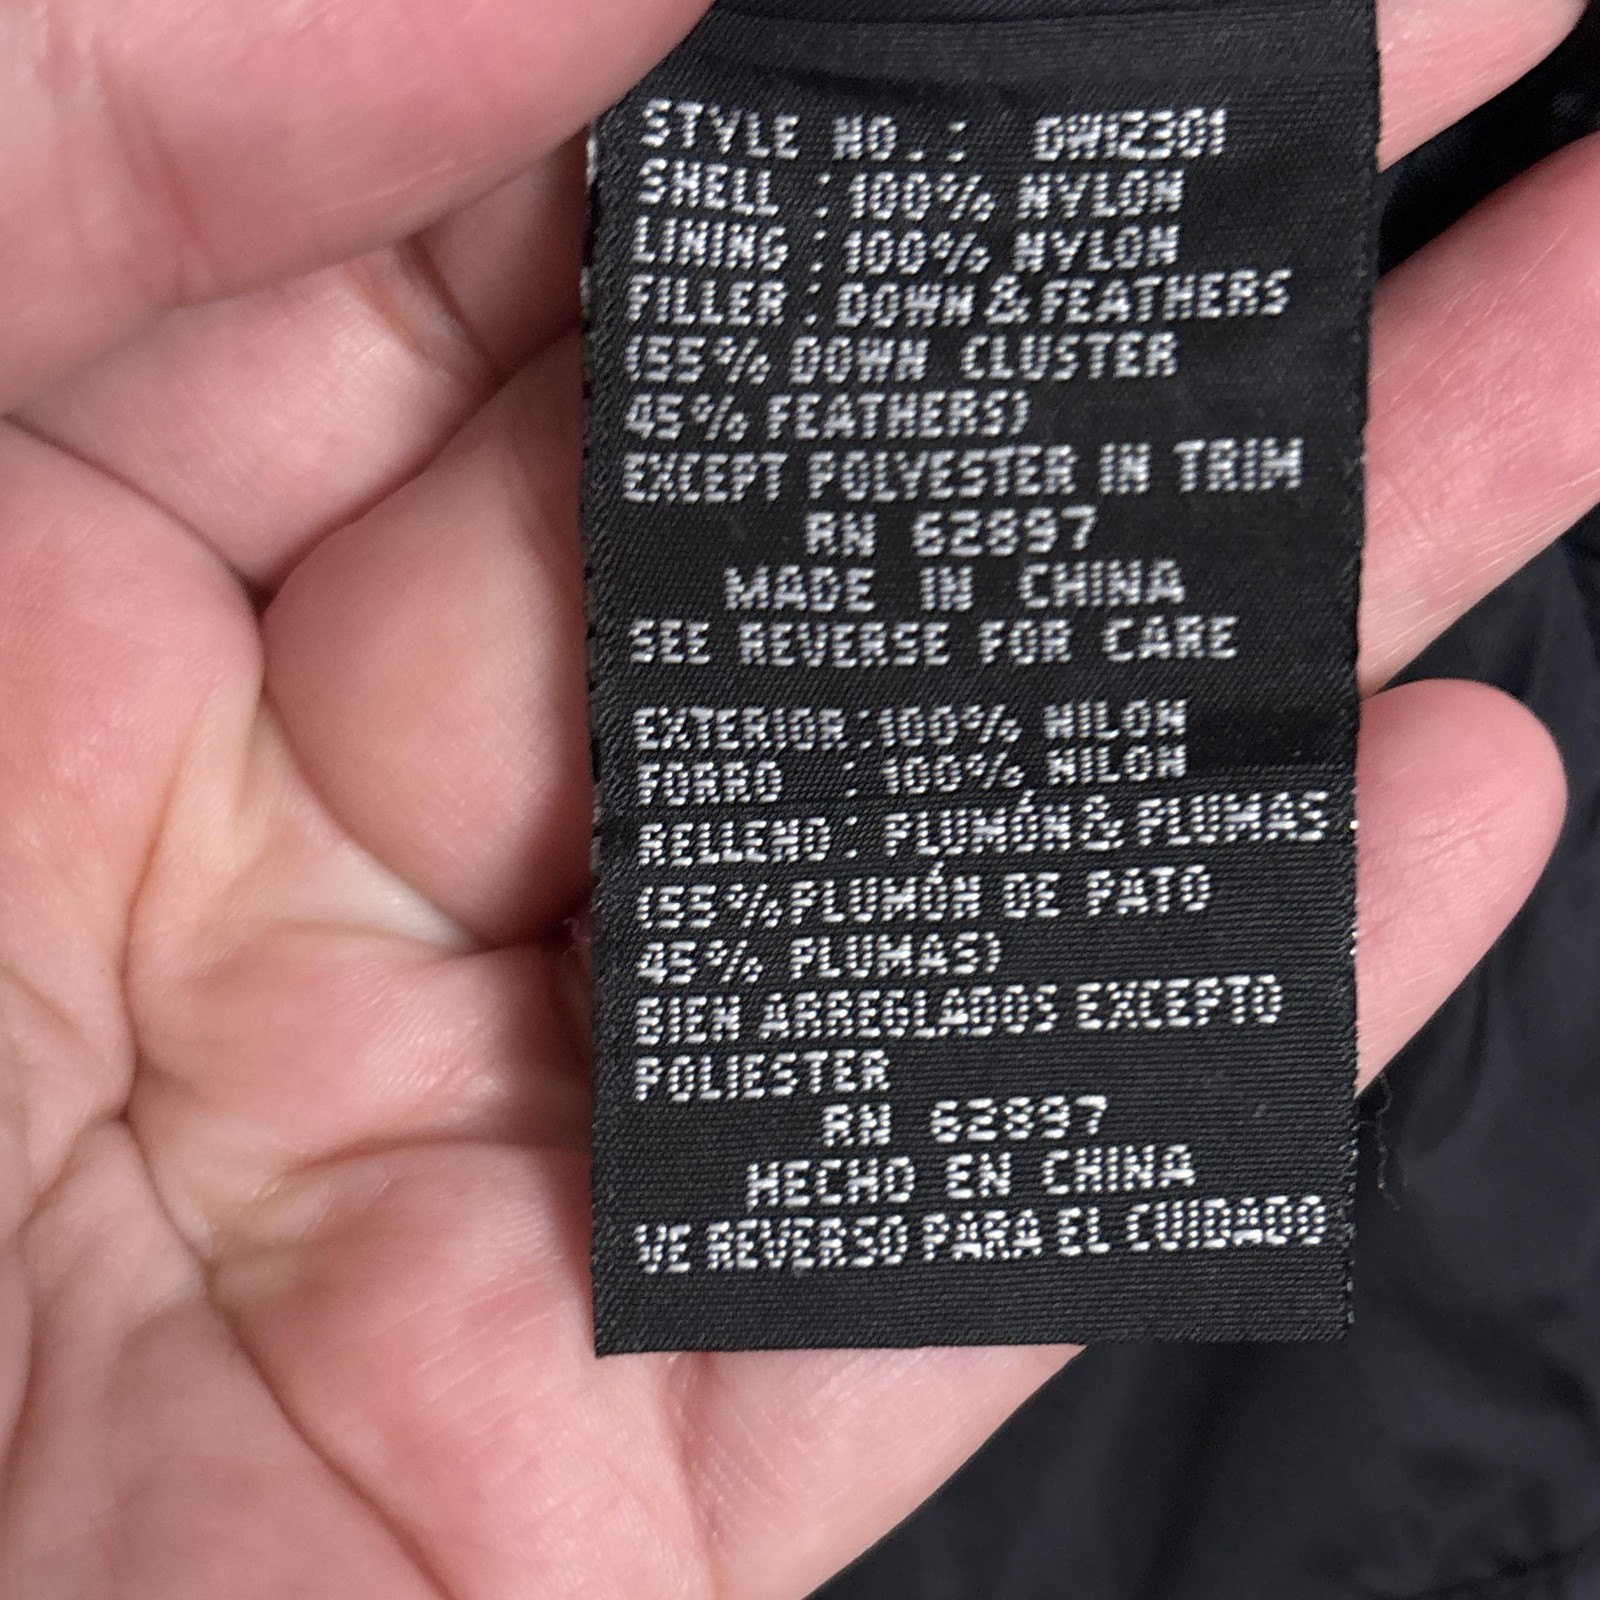 STYLE NO.: DW12301
SHELL : 100% NYLON
LINING : 100% NYLON
FILLER : DOWN & FEATHERS
(55% DOWN CLUSTER
45% FEATHERS)
EXCEPT POLYESTER IN TRIM
RN 62897
MADE IN CHINA
SEE REVERSE FOR CARE
EXTERIOR:100% NILON
FORRO : 100% NILON
RELLENO: PLUMÓN & PLUMAS
(55% PLUMÓN DE PATO
45% PLUMAS)
BIEN ARREGLADOS EXCEPTO
POLIESTER
RN 62897
HECHO EN CHINA
VE REVERSO PARA EL CUIDADO